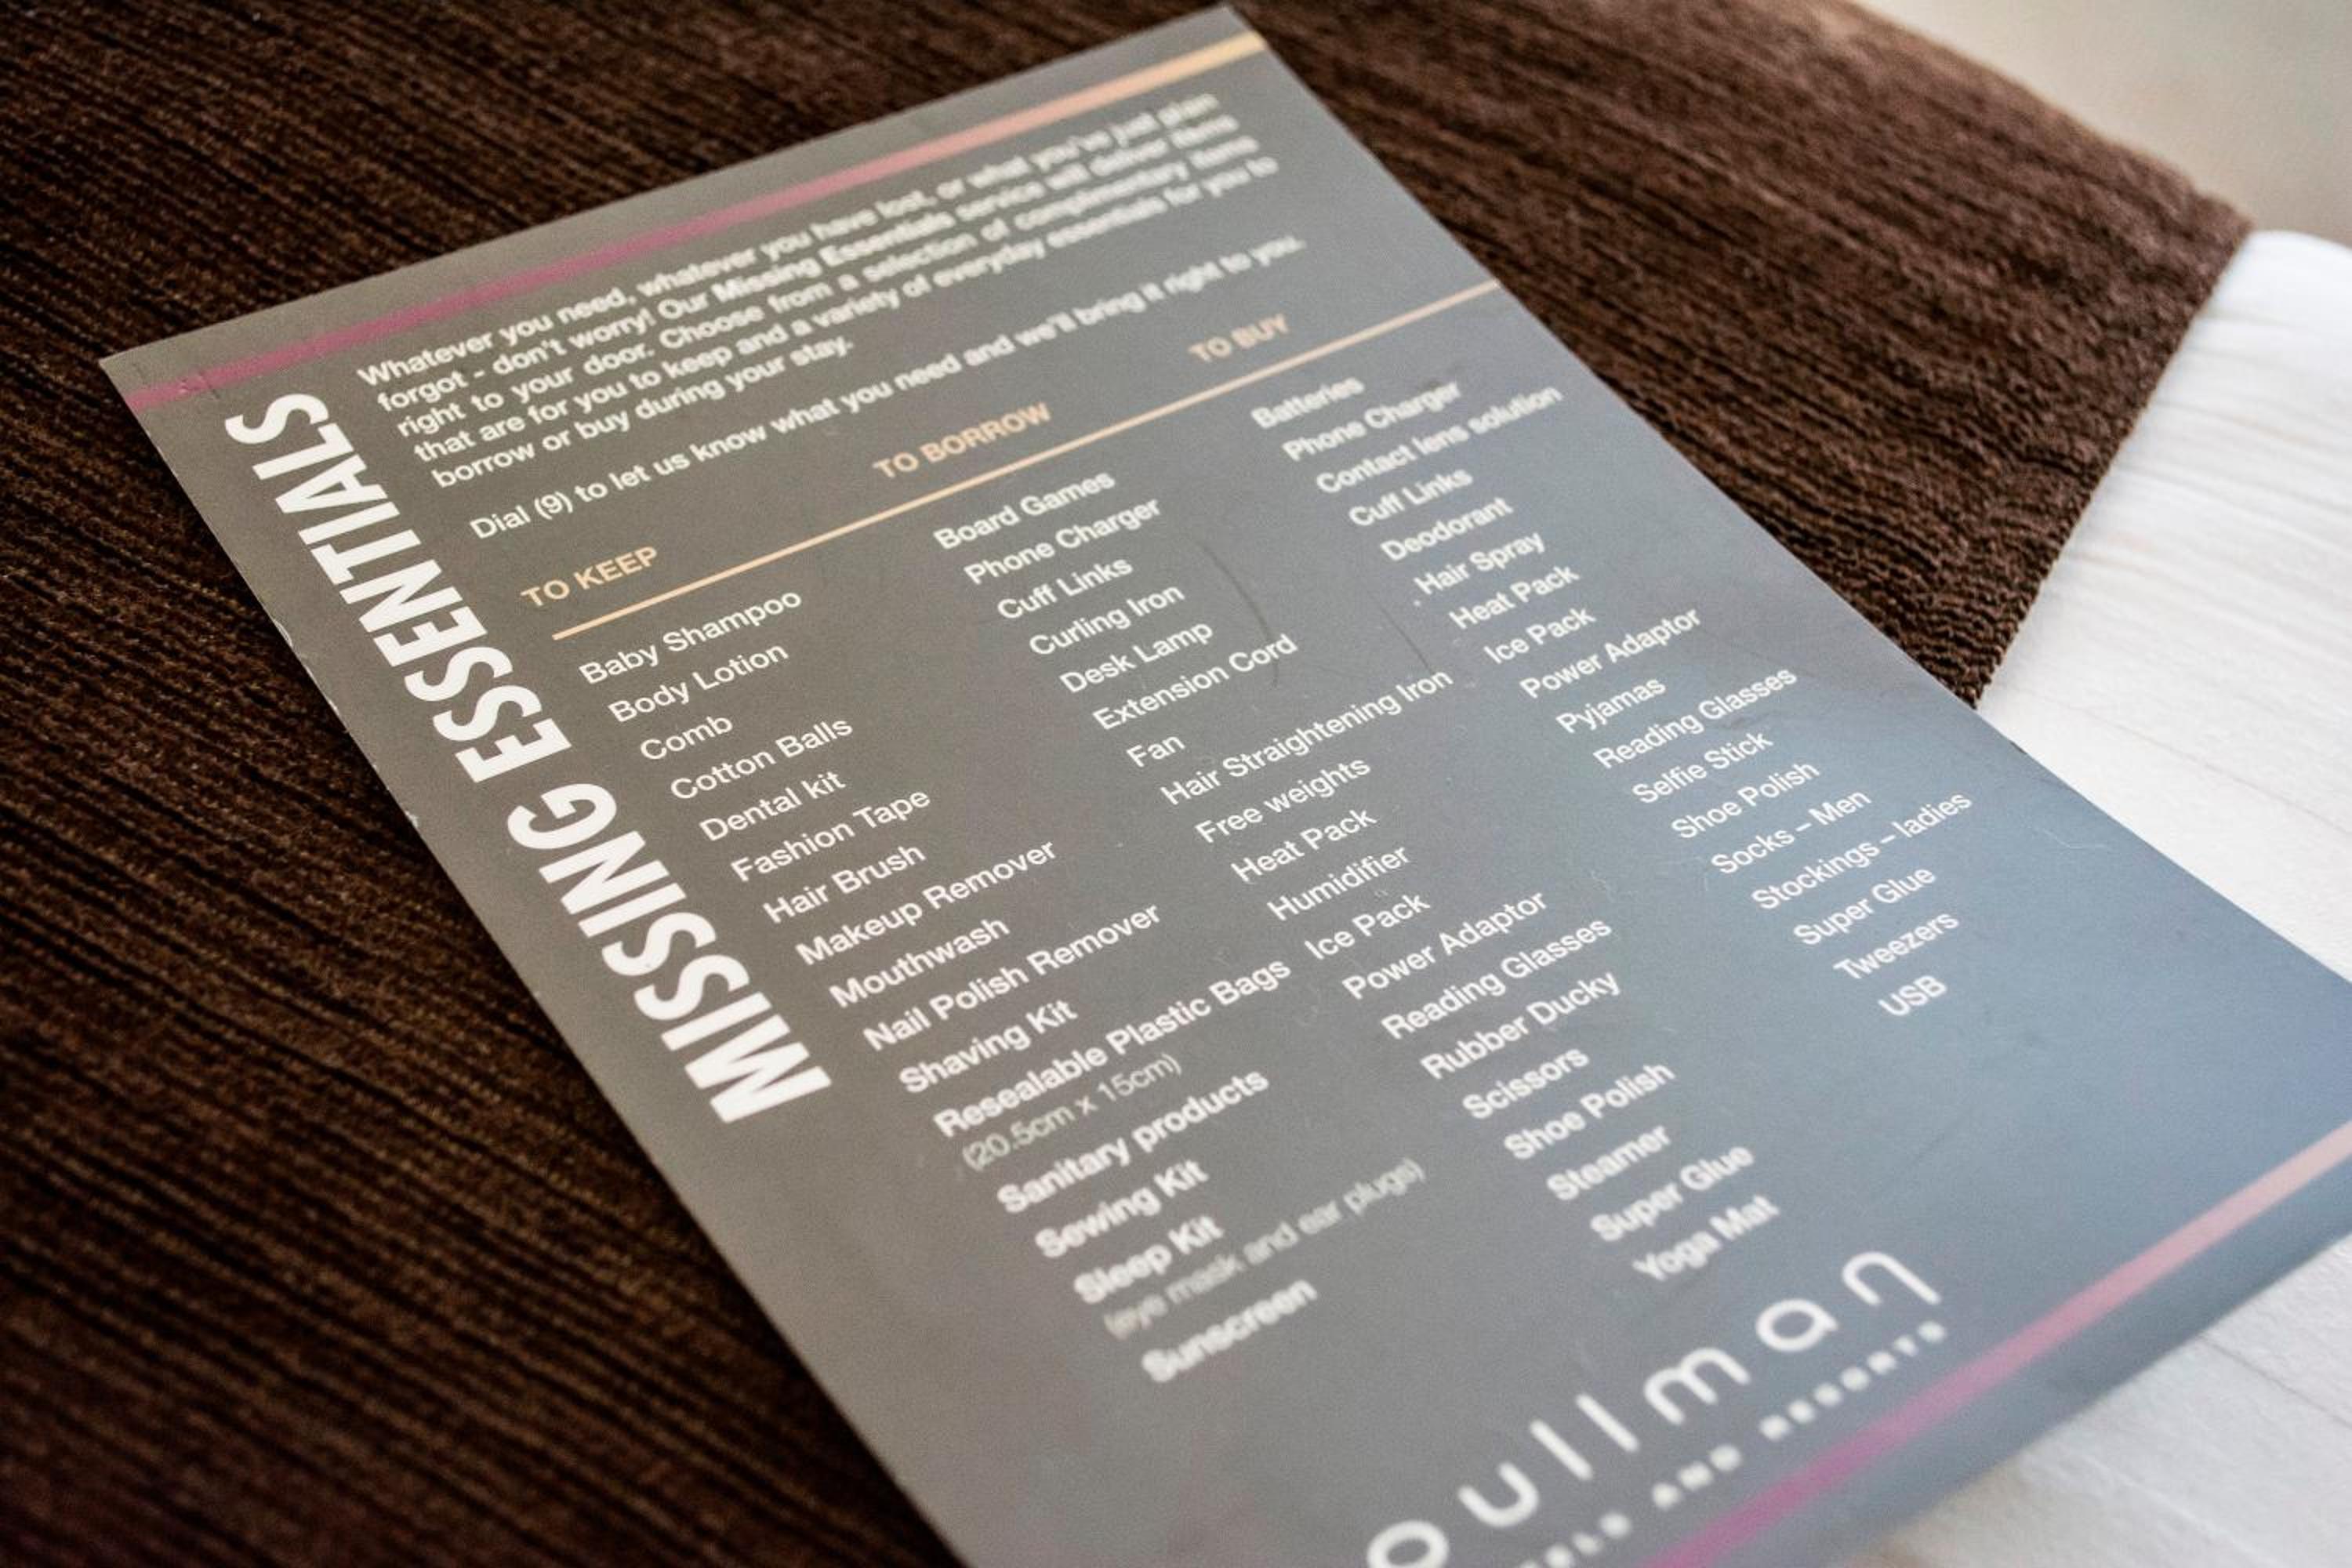 MISSING ESSENTIALS
Whatever you need, whatever you have lost, or what you've just plain
forgot - don't worry! Our Missing Essentials service will deliver items
right to your door. Choose from a selection of complimentary items
that are for you to keep and a variety of everyday essentials for you to
borrow or buy during your stay.
Dial (9) to let us know what you need and we'll bring it right to you.
TO KEEP
Baby Shampoo
Body Lotion
Comb
Cotton Balls
Dental kit
Fashion Tape
Hair Brush
Makeup Remover
Mouthwash
Nail Polish Remover
Shaving Kit
Resealable Plastic Bags
(20.5cm x 15cm)
Sanitary products
Sewing Kit
Sleep Kit
(eye mask and ear plugs)
Sunscreen
TO BORROW
Board Games
Phone Charger
Cuff Links
Curling Iron
Desk Lamp
Extension Cord
Fan
Hair Straightening Iron
Free weights
Heat Pack
Humidifier
Ice Pack
Power Adaptor
Reading Glasses
Rubber Ducky
Scissors
Shoe Polish
Steamer
Super Glue
Yoga Mat
TO BUY
Batteries
Phone Charger
Contact lens solution
Cuff Links
Deodorant
Hair Spray
Heat Pack
Ice Pack
Power Adaptor
Pyjamas
Reading Glasses
Selfie Stick
Shoe Polish
Socks – Men
Stockings – ladies
Super Glue
Tweezers
USB
pullman
AND RESORTS